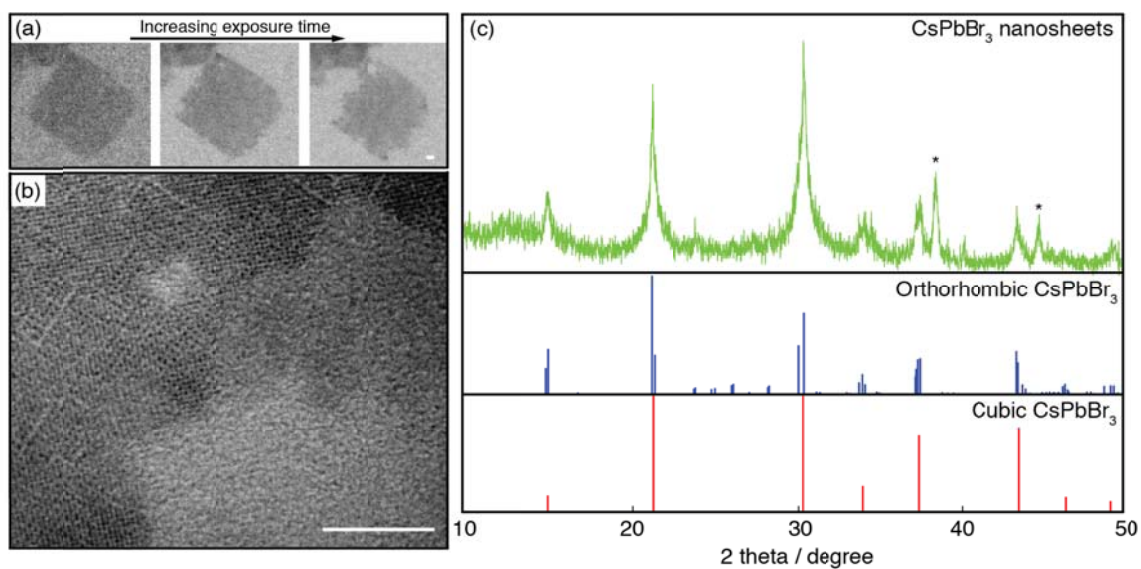 (a)
Increasing exposure time
(b)
(c)
CsPbBr3 nanosheets
*
*
Orthorhombic CsPbBr3
Cubic CsPbBr3
10 20 30 40 50
2 theta / degree